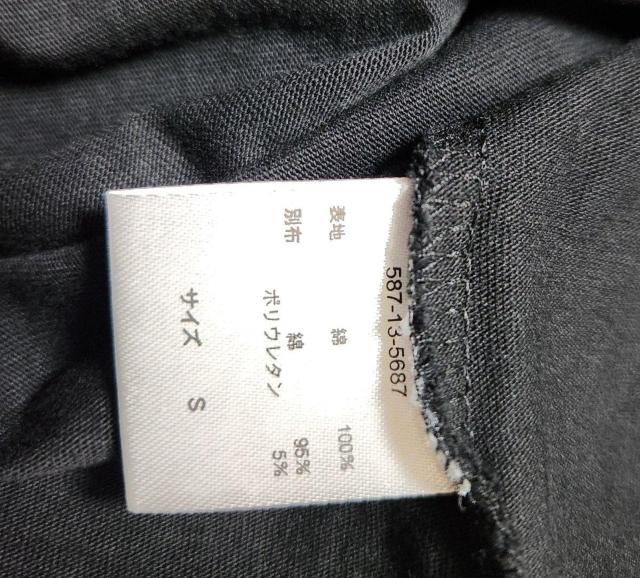 587-13-5687
表地 綿 100%
別布 綿 95%
ポリウレタン 5%
サイズ S